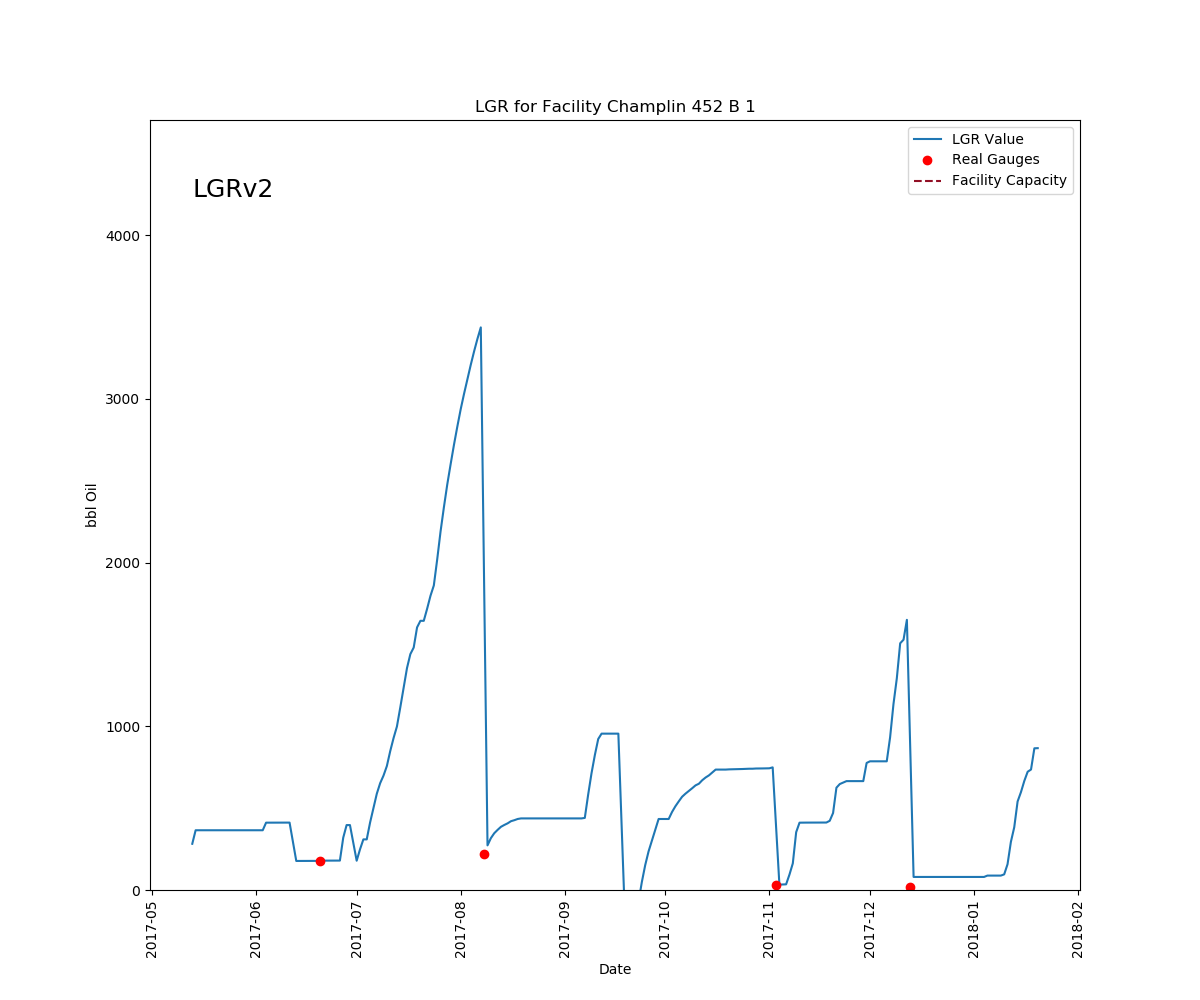 LGR for Facility Champlin 452 B 1
LGRv2
LGR Value
Real Gauges
Facility Capacity
bbl Oil
4000
3000
2000
1000
0
2017-05
2017-06
2017-07
2017-08
2017-09
2017-10
2017-11
2017-12
2018-01
2018-02
Date